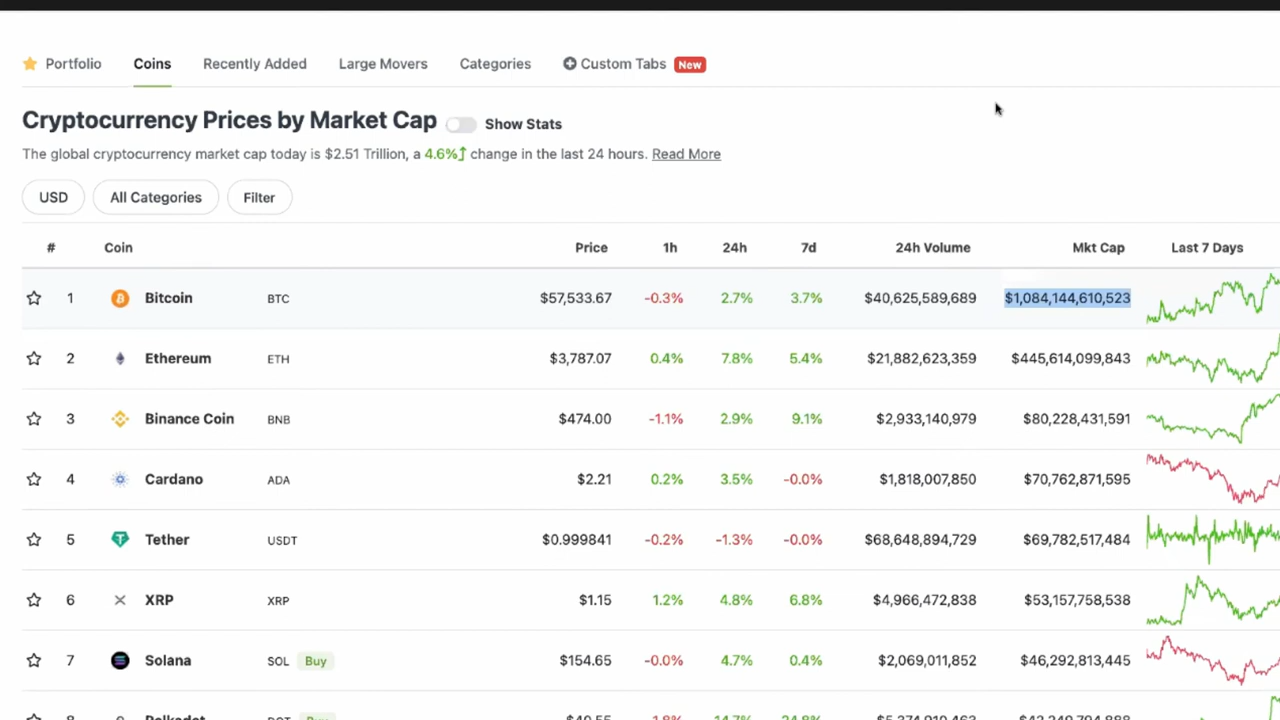 Portfolio Coins Recently Added Large Movers Categories Custom Tabs New
Cryptocurrency Prices by Market Cap Show Stats
The global cryptocurrency market cap today is $2.51 Trillion, a 4.6% change in the last 24 hours. Read More
USD All Categories Filter
# Coin Price 1h 24h 7d 24h Volume Mkt Cap Last 7 Days
1 Bitcoin BTC $57,533.67 -0.3% 2.7% 3.7% $40,625,589,689 $1,084,144,610,523
2 Ethereum ETH $3,787.07 0.4% 7.8% 5.4% $21,882,623,359 $445,614,099,843
3 Binance Coin BNB $474.00 -1.1% 2.9% 9.1% $2,933,140,979 $80,228,431,591
4 Cardano ADA $2.21 0.2% 3.5% -0.0% $1,818,007,850 $70,762,871,595
5 Tether USDT $0.999841 -0.2% -1.3% -0.0% $68,648,894,729 $69,782,517,484
6 XRP XRP $1.15 1.2% 4.8% 6.8% $4,966,472,838 $53,157,758,538
7 Solana SOL Buy $154.65 -0.0% 4.7% 0.4% $2,069,011,852 $46,292,813,445